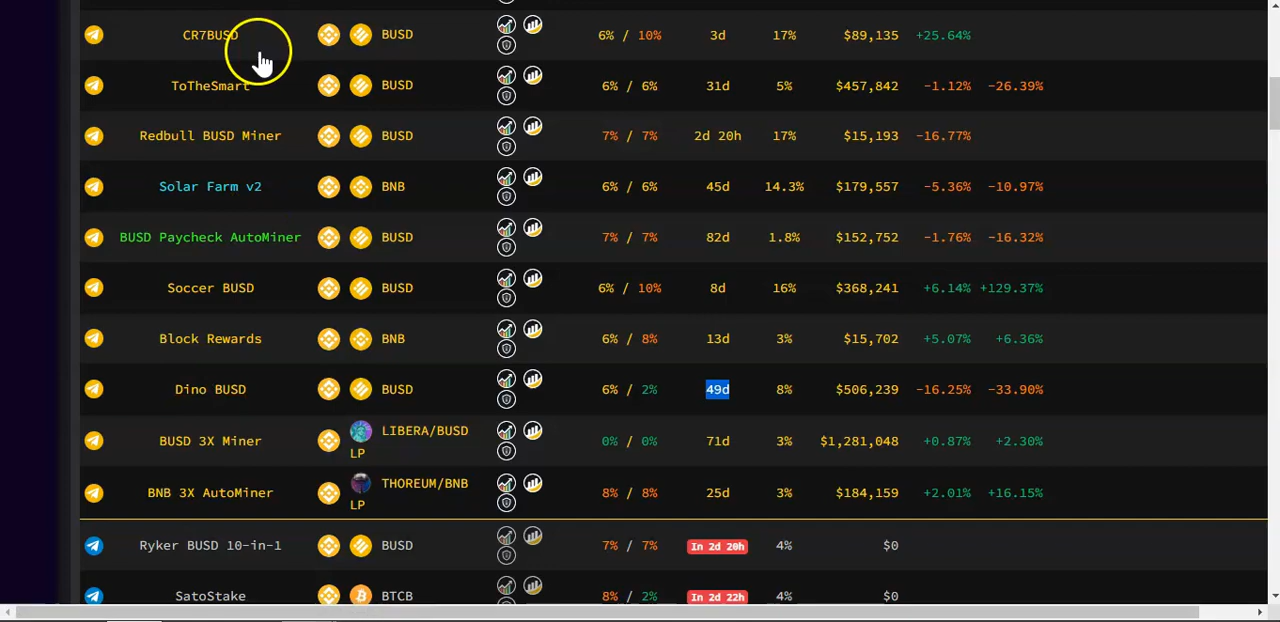 CR7BUSD BUSD 6% / 10% 3d 17% $89,135 +25.64%
ToTheSmart BUSD 6% / 6% 31d 5% $457,842 -1.12% -26.39%
Redbull BUSD Miner BUSD 7% / 7% 2d 20h 17% $15,193 -16.77%
Solar Farm v2 BNB 6% / 6% 45d 14.3% $179,557 -5.36% -10.97%
BUSD Paycheck AutoMiner BUSD 7% / 7% 82d 1.8% $152,752 -1.76% -16.32%
Soccer BUSD BUSD 6% / 10% 8d 16% $368,241 +6.14% +129.37%
Block Rewards BNB 6% / 8% 13d 3% $15,702 +5.07% +6.36%
Dino BUSD BUSD 6% / 2% 49d 8% $506,239 -16.25% -33.90%
BUSD 3X Miner LIBERA/BUSD 0% / 0% 71d 3% $1,281,048 +0.87% +2.30%
LP
BNB 3X AutoMiner THOREUM/BNB 8% / 8% 25d 3% $184,159 +2.01% +16.15%
LP
Ryker BUSD 10-in-1 BUSD 7% / 7% In 2d 20h 4% $0
SatoStake BTCB 8% / 2% In 2d 22h 4% $0